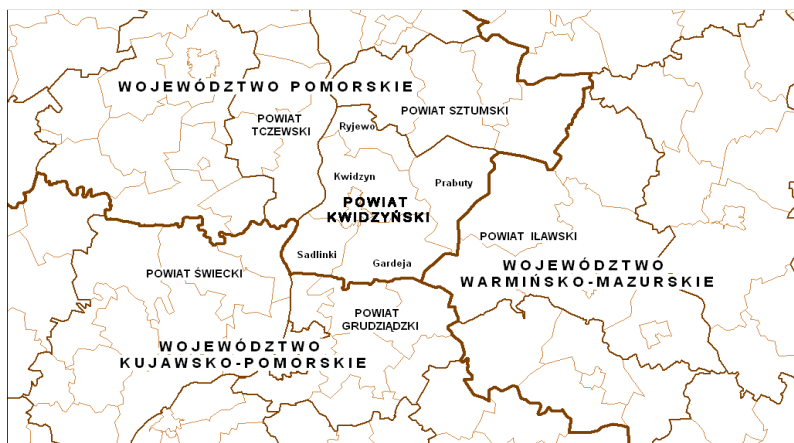 WOJEWÓDZTWO POMORSKIE
POWIAT SZTUMSKI
POWIAT
TCZEWSKI
Ryjewo
Kwidzyn
Prabuty
POWIAT
KWIDZYŃSKI
POWIAT IŁAWSKI
Sadlinki
Gardeja
POWIAT ŚWIECKI
WOJEWÓDZTWO
WARMIŃSKO-MAZURSKIE
POWIAT
GRUDZIĄDZKI
WOJEWÓDZTWO
KUJAWSKO-POMORSKIE